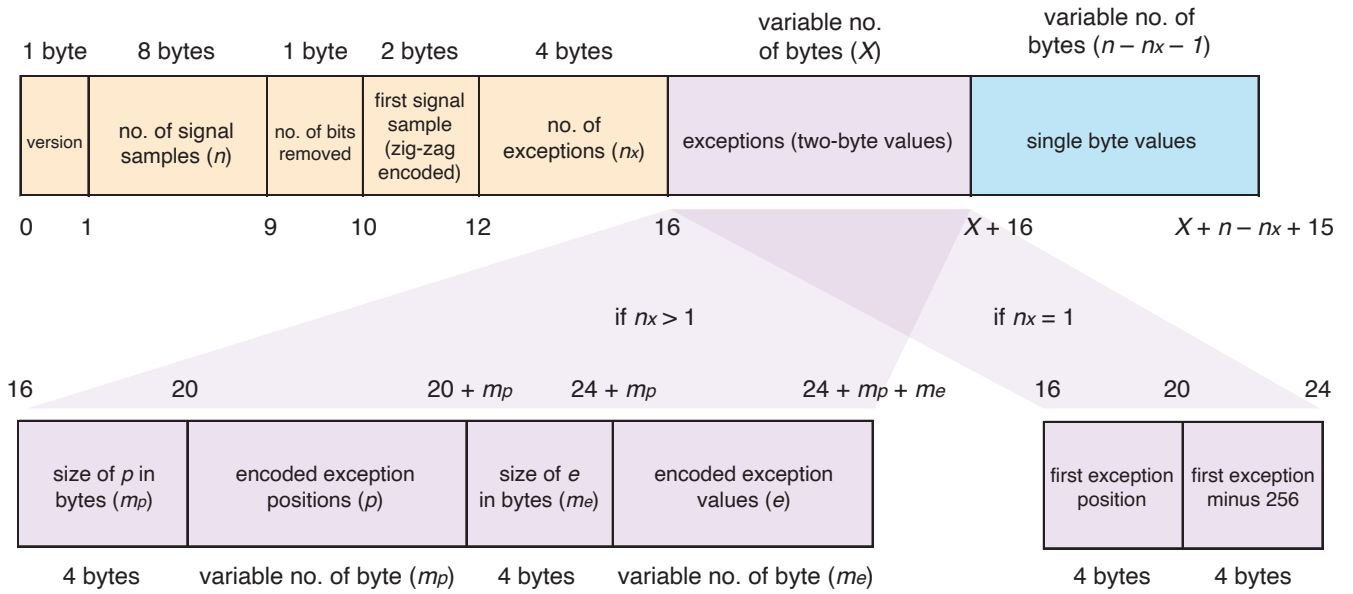 variable no.
of bytes (X)
variable no. of
bytes (n – nx – 1)
1 byte
8 bytes
1 byte
2 bytes
4 bytes
version
no. of signal
samples (n)
no. of bits
removed
first signal
sample
(zig-zag
encoded)
no. of
exceptions (nx)
exceptions (two-byte values)
single byte values
0
1
9
10
12
16
X + 16
X + n – nx + 15
if nx > 1
if nx = 1
16
20
20 + mp
24 + mp
24 + mp + me
16
20
24
size of p in
bytes (mp)
encoded exception
positions (p)
size of e
in bytes (me)
encoded exception
values (e)
first exception
position
first exception
minus 256
4 bytes
variable no. of byte (mp)
4 bytes
variable no. of byte (me)
4 bytes
4 bytes